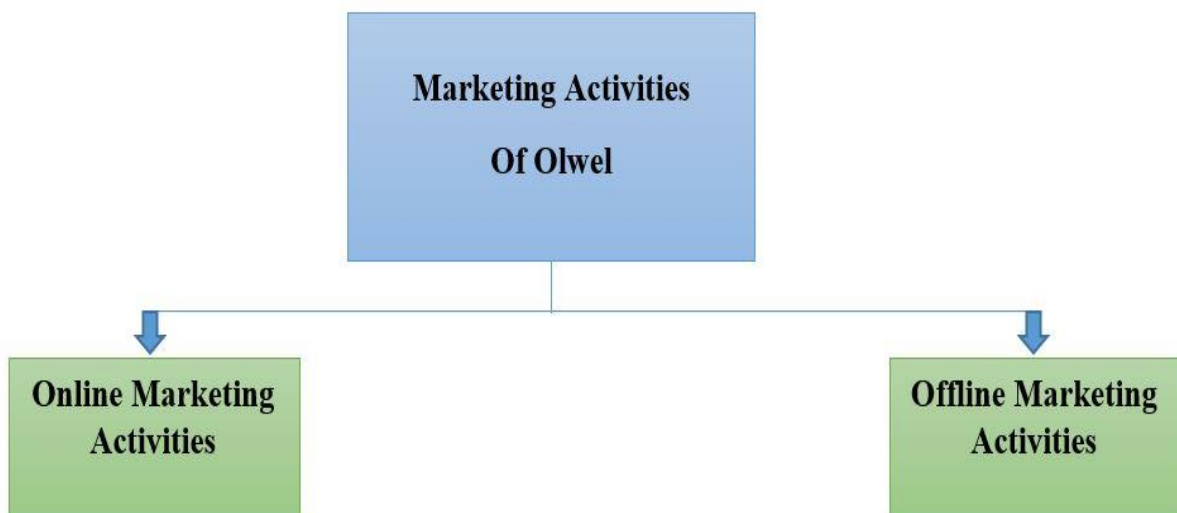 Marketing Activities
Of Olwel
Online Marketing
Activities
Offline Marketing
Activities